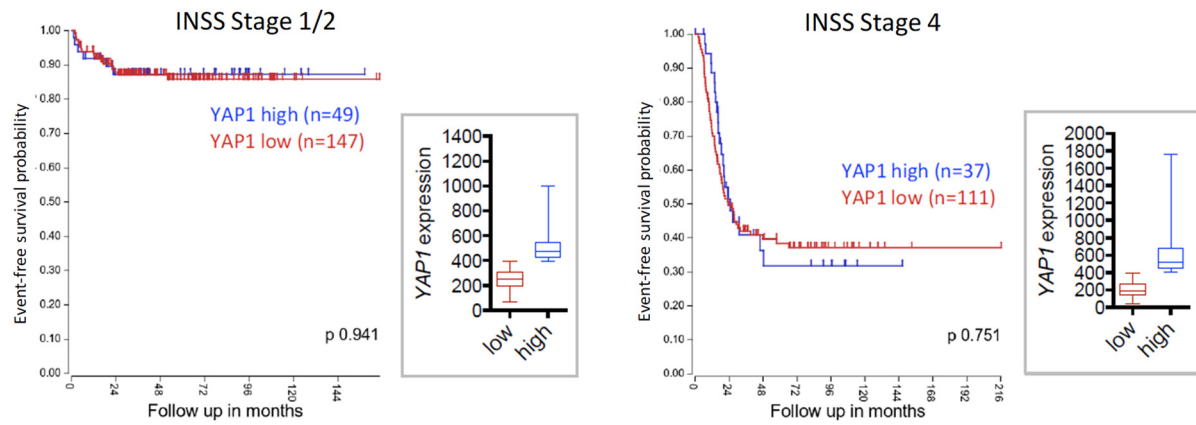 INSS Stage 1/2
Event-free survival probability
1.00
0.90
0.80
0.70
0.60
0.50
0.40
0.30
0.20
0.10
0.00
YAP1 high (n=49)
YAP1 low (n=147)
p 0.941
0 24 48 72 96 120 144
Follow up in months
YAP1 expression
1400
1200
1000
800
600
400
200
0
low high
INSS Stage 4
Event-free survival probability
1.00
0.90
0.80
0.70
0.60
0.50
0.40
0.30
0.20
0.10
0.00
YAP1 high (n=37)
YAP1 low (n=111)
p 0.751
0 24 48 72 96 120 144 168 192 216
Follow up in months
YAP1 expression
2000
1800
1600
1400
1200
1000
800
600
400
200
0
low high